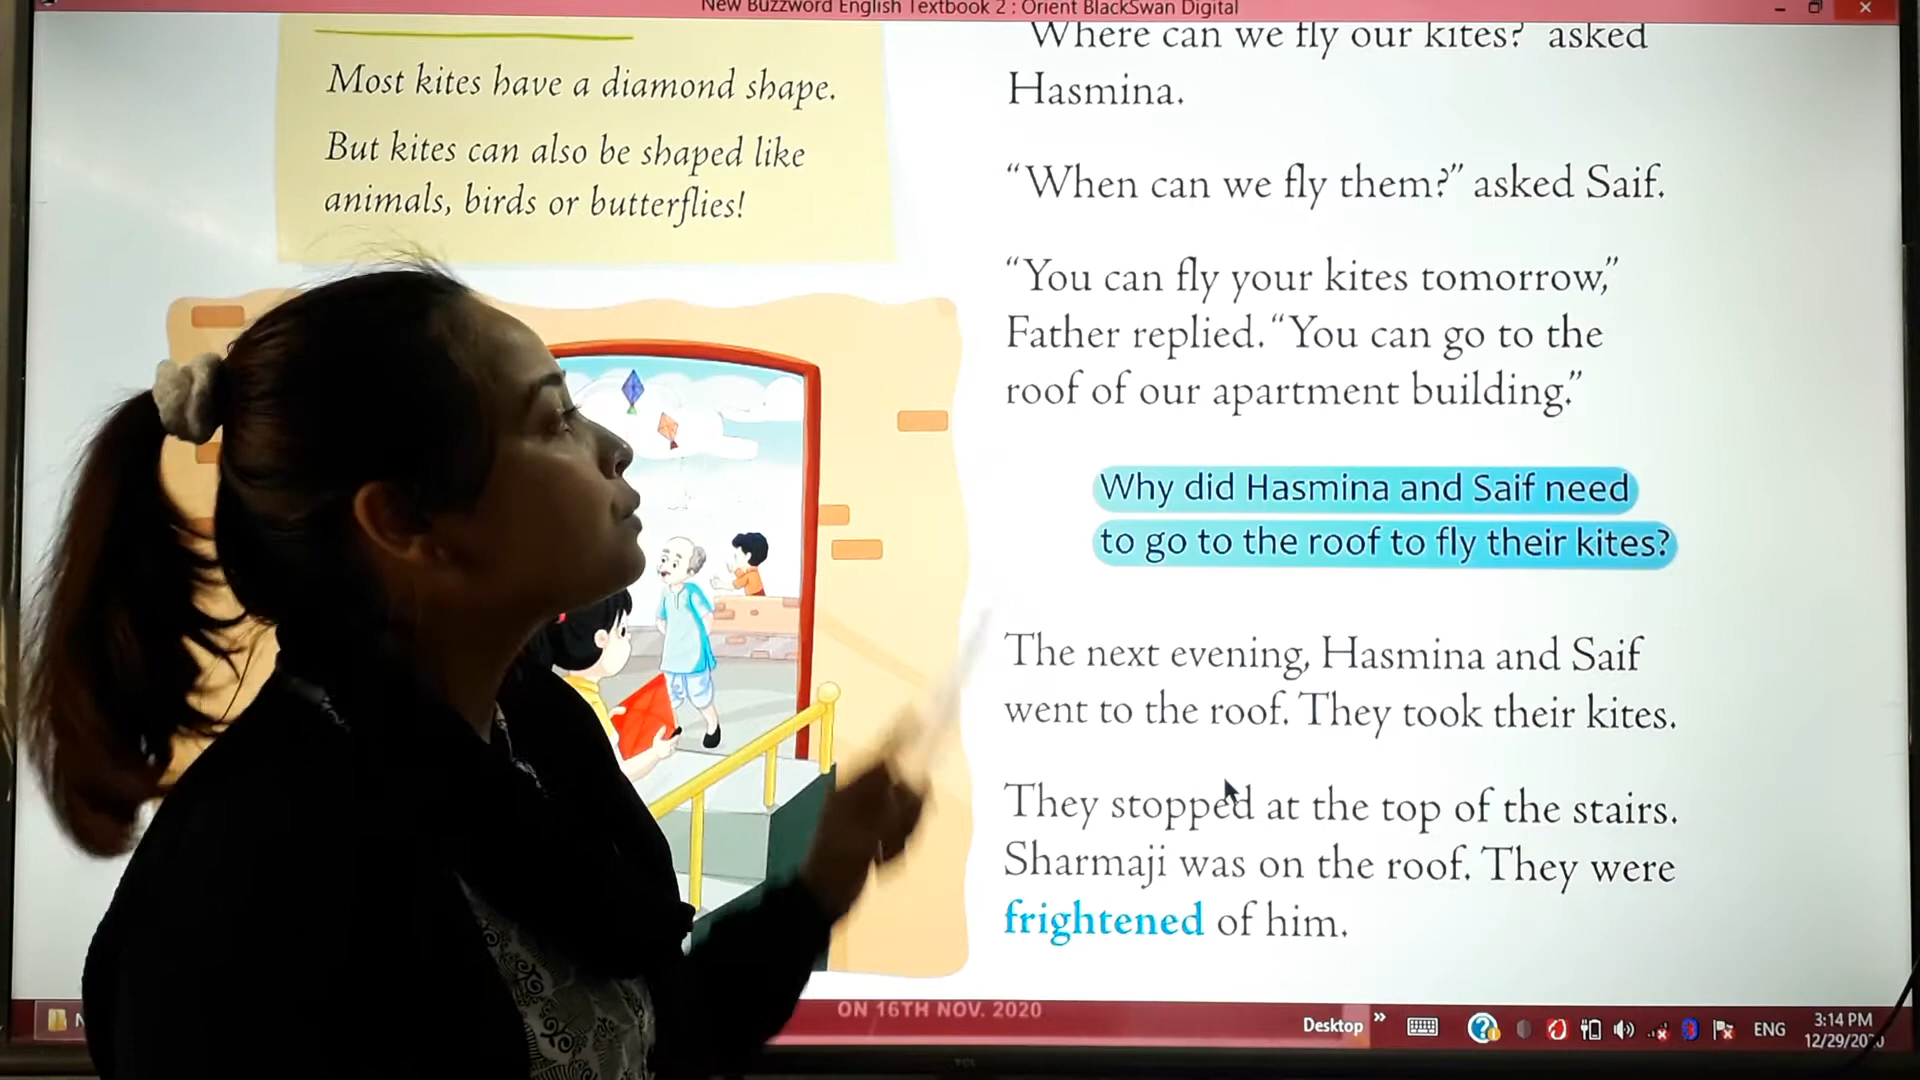 New Buzzword English Textbook 2 : Orient BlackSwan Digital
Most kites have a diamond shape.
But kites can also be shaped like
animals, birds or butterflies!
“Where can we fly our kites?” asked
Hasmina.
“When can we fly them?” asked Saif.
“You can fly your kites tomorrow,”
Father replied. “You can go to the
roof of our apartment building.”
Why did Hasmina and Saif need
to go to the roof to fly their kites?
The next evening, Hasmina and Saif
went to the roof. They took their kites.
They stopped at the top of the stairs.
Sharmaji was on the roof. They were
frightened of him.
ON 16TH NOV. 2020
Desktop
ENG
3:14 PM
12/29/2020
TCL